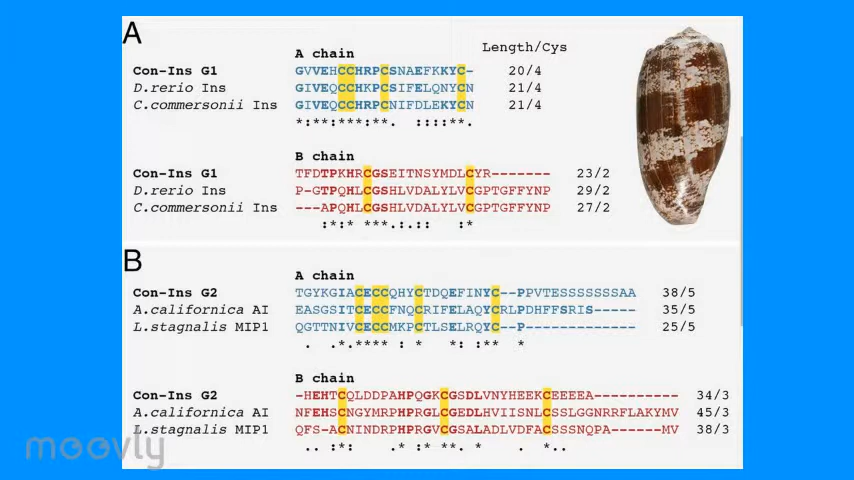 A
Length/Cys
A chain
Con-Ins G1 GVVEHCCHRPCSNAEFKKYC- 20/4
D.rerio Ins GIVEQCCHKPCSIFELQNYCN 21/4
C.commersonii Ins GIVEQCCHRPCNIFDLEKYCN 21/4
*:**:***:**. ::::**.
B chain
Con-Ins G1 TFDTPKHRCGSEITNSYMDLCYR------- 23/2
D.rerio Ins P-GTPQHLCGSHLVDALYLVCGPTGFFYNP 29/2
C.commersonii Ins ---APQHLCGSHLVDALYLVCGPTGFFYNP 27/2
:*:* ***.:.:: :*
B
A chain
Con-Ins G2 TGYKGIACECCQHYCTDQEFINYC--PPVTESSSSSSSAA 38/5
A.californica AI EASGSITCECCFNQCRIFELAQYCRLPDHFFSRIS----- 35/5
L.stagnalis MIP1 QGTTNIVCECCMKPCTLSELRQYCP--P------------- 25/5
. .*.**** : * *: :** *
B chain
Con-Ins G2 -HEHTCQLDDPAHPQGKCGSDLVNYHEEKCEEEEA---------- 34/3
A.californica AI NFEHSCNGYMRPHPRGLCGEDLHVIISNLCSSLGGNRRFLAKYMV 45/3
L.stagnalis MIP1 QFS-ACNINDRPHRRGVCGSALADLVDFACSSSNQPA------MV 38/3
.. :*: .* *:* **. * *..
moovly